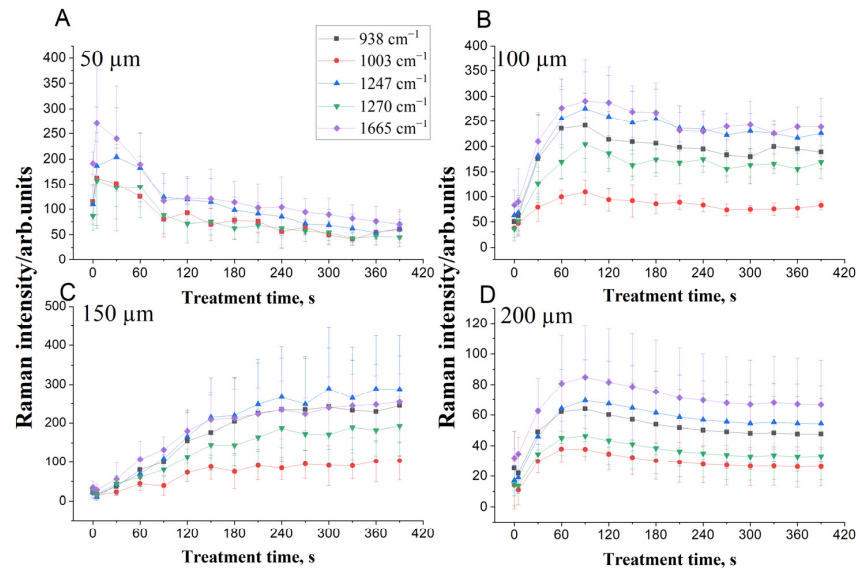 A
50 µm
938 cm⁻¹
1003 cm⁻¹
1247 cm⁻¹
1270 cm⁻¹
1665 cm⁻¹
400
350
300
250
200
150
100
50
0
0 60 120 180 240 300 360 420
Treatment time, s
B
100 µm
400
350
300
250
200
150
100
50
0
0 60 120 180 240 300 360 420
Treatment time, s
C
150 µm
500
400
300
200
100
0
0 60 120 180 240 300 360 420
Treatment time, s
D
200 µm
120
100
80
60
40
20
0
0 60 120 180 240 300 360 420
Treatment time, s
Raman intensity/arb.units
Raman intensity/arb.units